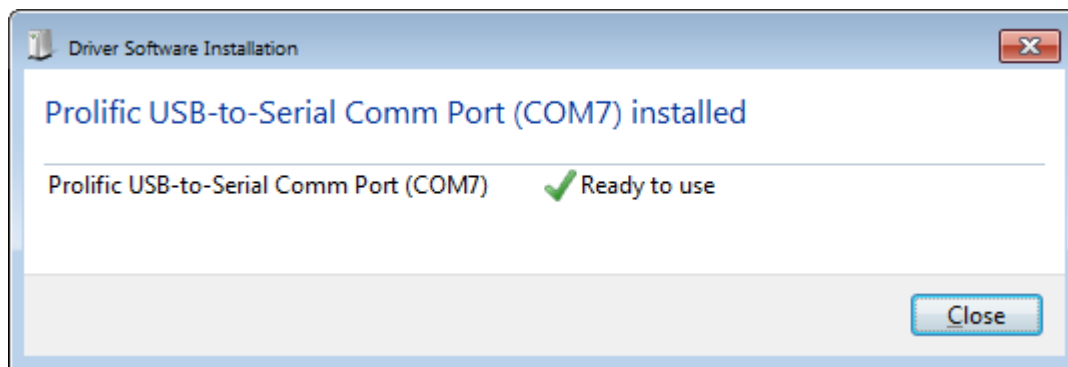 Driver Software Installation
Prolific USB-to-Serial Comm Port (COM7) installed
Prolific USB-to-Serial Comm Port (COM7) Ready to use
Close